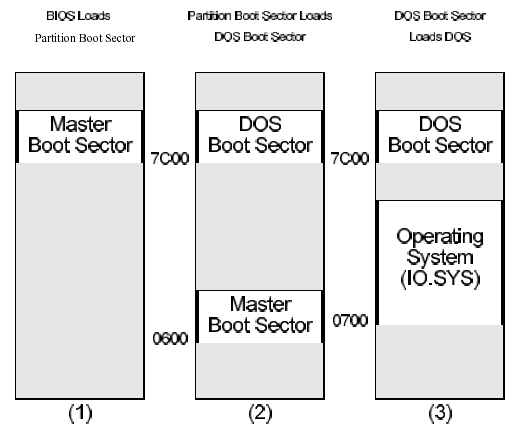 BIOS Loads
Partition Boot Sector
Partition Boot Sector Loads
DOS Boot Sector
DOS Boot Sector
Loads DOS
Master
Boot Sector
7C00
(1)
DOS
Boot Sector
7C00
Master
Boot Sector
0600
(2)
DOS
Boot Sector
Operating
System
(IO.SYS)
0700
(3)